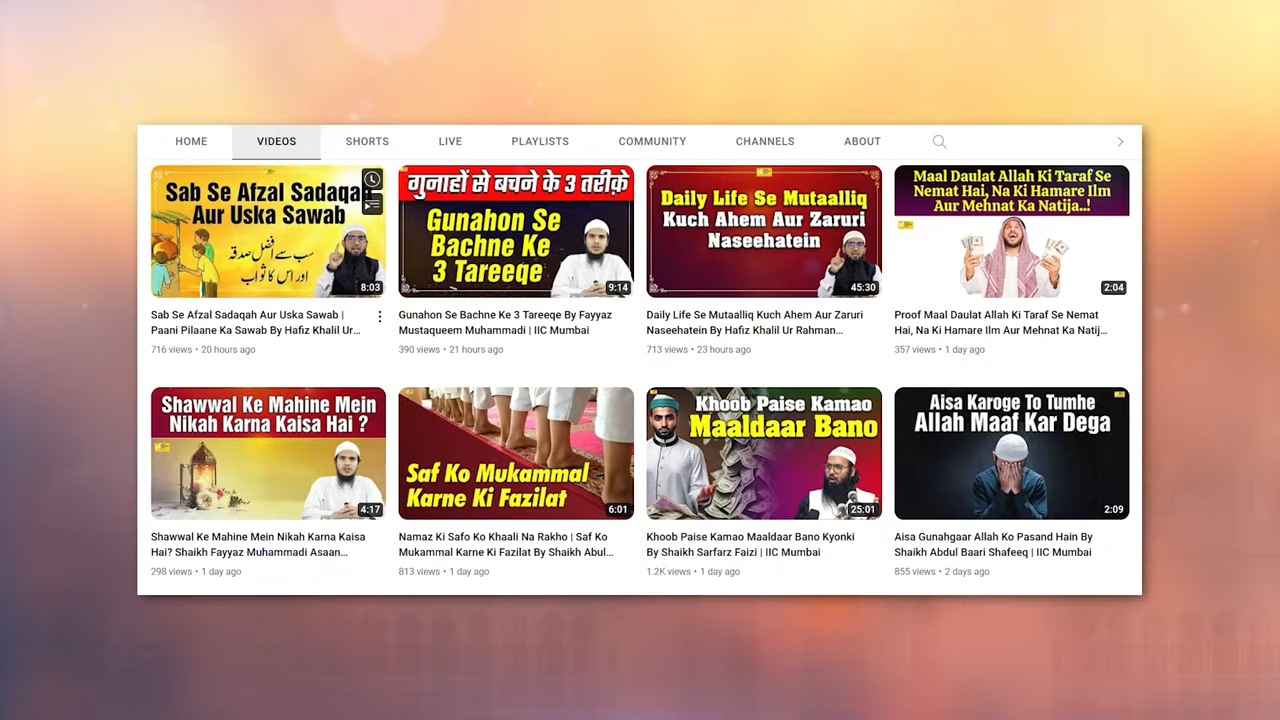 HOME VIDEOS SHORTS LIVE PLAYLISTS COMMUNITY CHANNELS ABOUT
Sab Se Afzal Sadaqah
Aur Uska Sawab
سب سے افضل صدقہ
اور اس کا ثواب
8:03
Sab Se Afzal Sadaqah Aur Uska Sawab |
Paani Pilaane Ka Sawab By Hafiz Khalil Ur...
716 views • 20 hours ago
गुनाहों से बचने के 3 तरीक़े
Gunahon Se
Bachne Ke
3 Tareeqe
9:14
Gunahon Se Bachne Ke 3 Tareeqe By Fayyaz
Mustaqueem Muhammadi | IIC Mumbai
390 views • 21 hours ago
Daily Life Se Mutaalliq
Kuch Ahem Aur Zaruri
Naseehatein
45:30
Daily Life Se Mutaalliq Kuch Ahem Aur Zaruri
Naseehatein By Hafiz Khalil Ur Rahman...
713 views • 23 hours ago
Maal Daulat Allah Ki Taraf Se
Nemat Hai, Na Ki Hamare Ilm
Aur Mehnat Ka Natija..!
2:04
Proof Maal Daulat Allah Ki Taraf Se Nemat
Hai, Na Ki Hamare Ilm Aur Mehnat Ka Natij...
357 views • 1 day ago
Shawwal Ke Mahine Mein
Nikah Karna Kaisa Hai ?
4:17
Shawwal Ke Mahine Mein Nikah Karna Kaisa
Hai? Shaikh Fayyaz Muhammadi Asaan...
298 views • 1 day ago
Saf Ko Mukammal
Karne Ki Fazilat
6:01
Namaz Ki Safo Ko Khaali Na Rakho | Saf Ko
Mukammal Karne Ki Fazilat By Shaikh Abul...
813 views • 1 day ago
Khoob Paise Kamao
Maaldaar Bano
25:01
Khoob Paise Kamao Maaldaar Bano Kyonki
By Shaikh Sarfarz Faizi | IIC Mumbai
1.2K views • 1 day ago
Aisa Karoge To Tumhe
Allah Maaf Kar Dega
2:09
Aisa Gunahgaar Allah Ko Pasand Hain By
Shaikh Abdul Baari Shafeeq | IIC Mumbai
855 views • 2 days ago